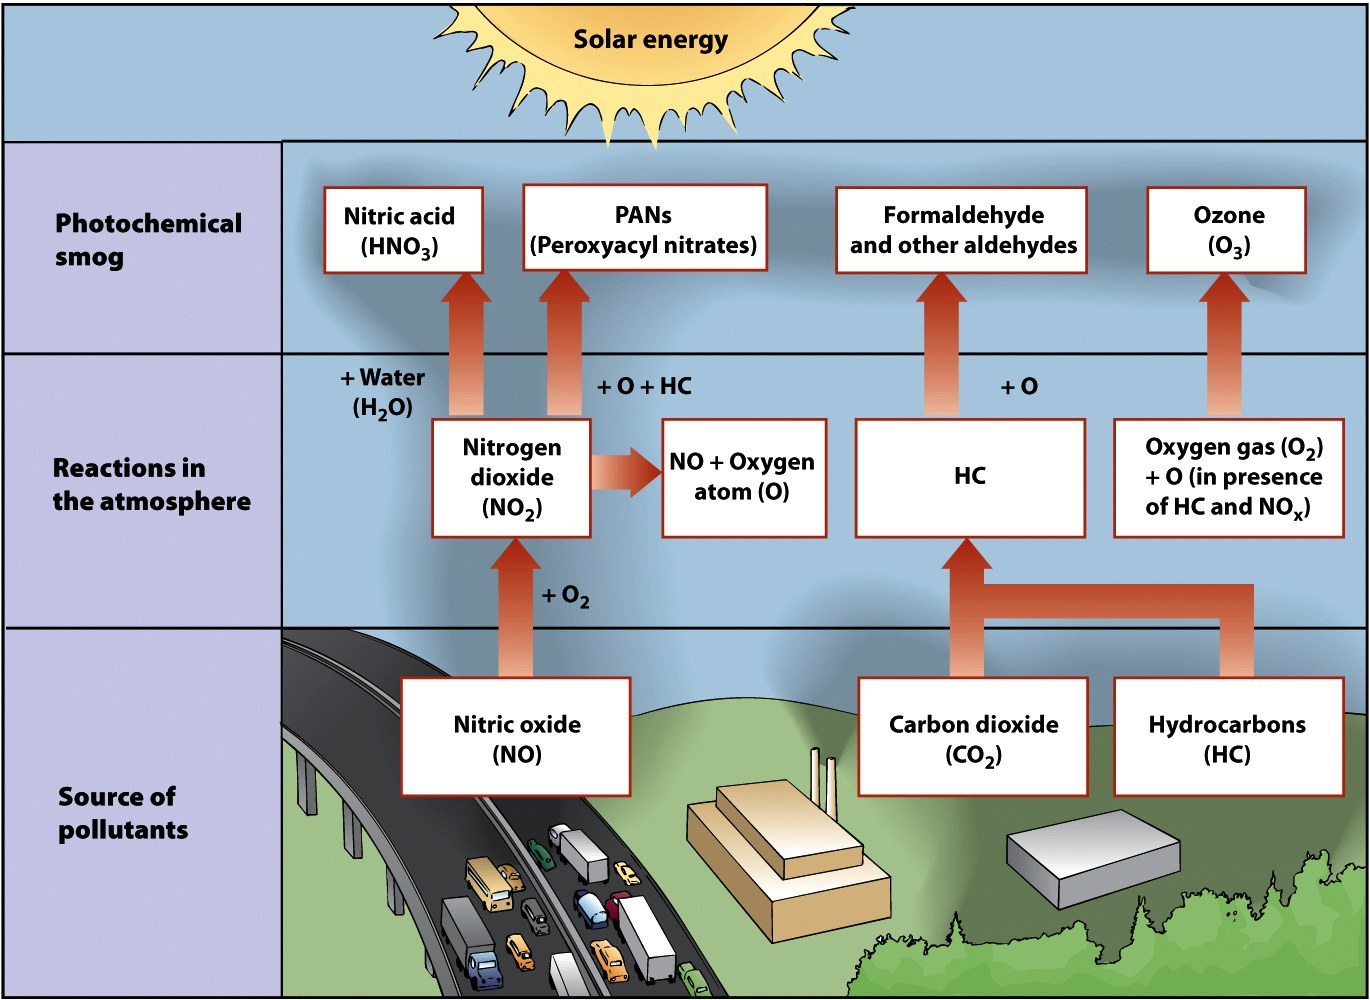 Solar energy
Photochemical
smog
Nitric acid
(HNO₃)
PANs
(Peroxyacyl nitrates)
Formaldehyde
and other aldehydes
Ozone
(O₃)
Reactions in
the atmosphere
+ Water
(H₂O)
+ O + HC
+ O
Nitrogen
dioxide
(NO₂)
NO + Oxygen
atom (O)
HC
Oxygen gas (O₂)
+ O (in presence
of HC and NOₓ)
+ O₂
Source of
pollutants
Nitric oxide
(NO)
Carbon dioxide
(CO₂)
Hydrocarbons
(HC)